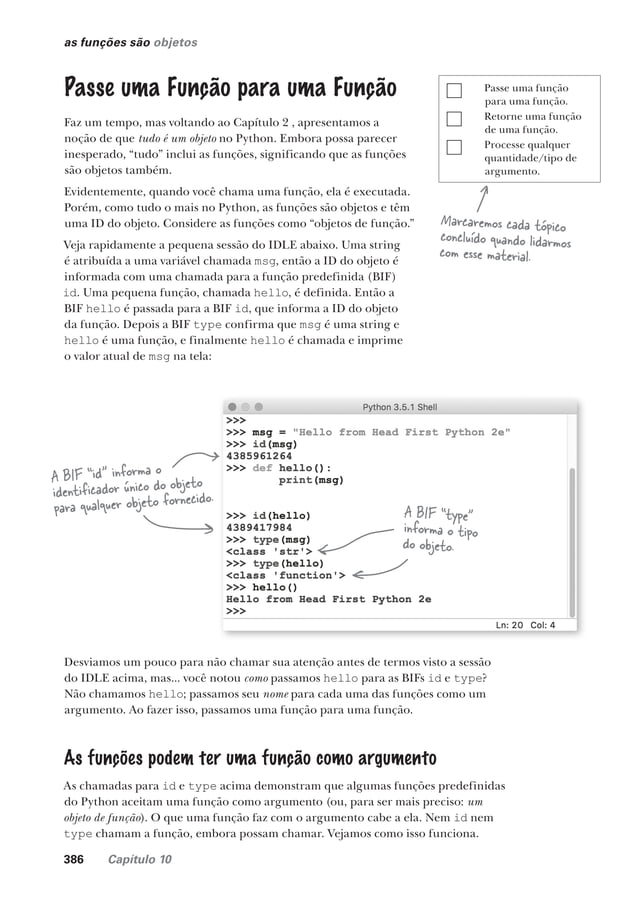 as funções são objetos
Passe uma Função para uma Função
Faz um tempo, mas voltando ao Capítulo 2 , apresentamos a
noção de que tudo é um objeto no Python. Embora possa parecer
inesperado, “tudo” inclui as funções, significando que as funções
são objetos também.
Evidentemente, quando você chama uma função, ela é executada.
Porém, como tudo o mais no Python, as funções são objetos e têm
uma ID do objeto. Considere as funções como “objetos de função.”
Veja rapidamente a pequena sessão do IDLE abaixo. Uma string
é atribuída a uma variável chamada msg, então a ID do objeto é
informada com uma chamada para a função predefinida (BIF)
id. Uma pequena função, chamada hello, é definida. Então a
BIF hello é passada para a BIF id, que informa a ID do objeto
da função. Depois a BIF type confirma que msg é uma string e
hello é uma função, e finalmente hello é chamada e imprime
o valor atual de msg na tela:
Passe uma função
para uma função.
Retorne uma função
de uma função.
Processe qualquer
quantidade/tipo de
argumento.
Marcaremos cada tópico
concluído quando lidarmos
com esse material.
Python 3.5.1 Shell
>>>
>>> msg = "Hello from Head First Python 2e"
>>> id(msg)
4385961264
>>> def hello():
print(msg)
>>> id(hello)
4389417984
>>> type(msg)
<class 'str'>
>>> type(hello)
<class 'function'>
>>> hello()
Hello from Head First Python 2e
>>>
Ln: 20 Col: 4
A BIF “id” informa o
identificador único do objeto
para qualquer objeto fornecido.
A BIF “type”
informa o tipo
do objeto.
Desviamos um pouco para não chamar sua atenção antes de termos visto a sessão
do IDLE acima, mas... você notou como passamos hello para as BIFs id e type?
Não chamamos hello; passamos seu nome para cada uma das funções como um
argumento. Ao fazer isso, passamos uma função para uma função.
As funções podem ter uma função como argumento
As chamadas para id e type acima demonstram que algumas funções predefinidas
do Python aceitam uma função como argumento (ou, para ser mais preciso: um
objeto de função). O que uma função faz com o argumento cabe a ela. Nem id nem
type chamam a função, embora possam chamar. Vejamos como isso funciona.
386 Capítulo 10